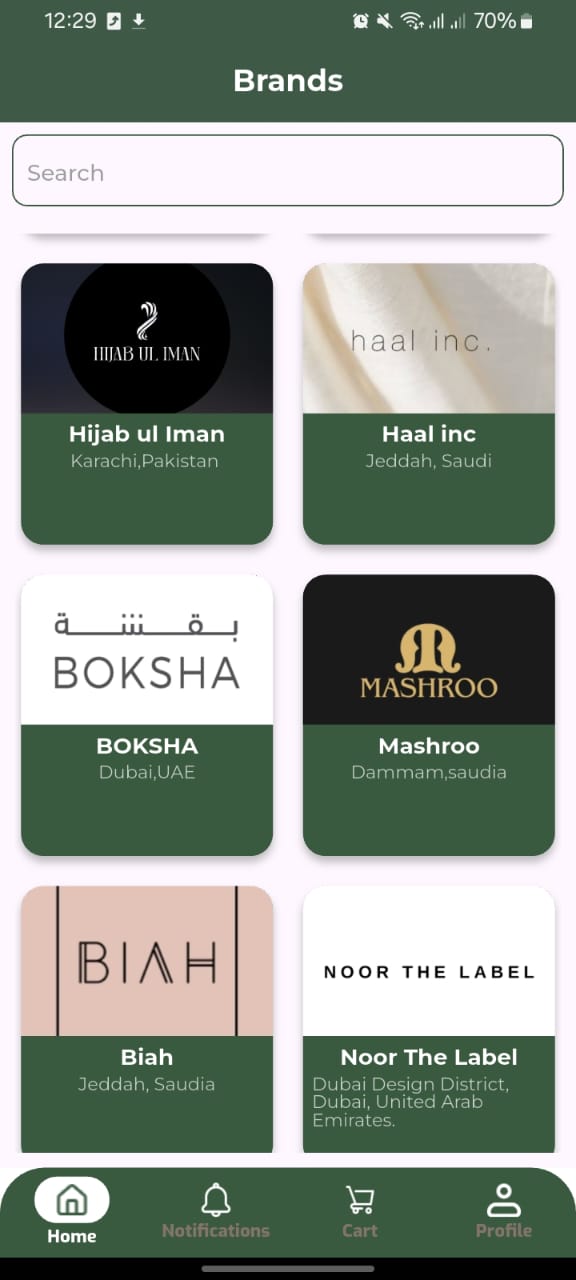 12:29
70%
Brands
Search
HIJAB UL IMAN
haal inc.
Hijab ul Iman
Karachi,Pakistan
Haal inc
Jeddah, Saudi
بقشة
BOKSHA
MASHROO
BOKSHA
Dubai,UAE
Mashroo
Dammam,saudia
BIAH
NOOR THE LABEL
Biah
Jeddah, Saudia
Noor The Label
Dubai Design District,
Dubai, United Arab
Emirates.
Home
Notifications
Cart
Profile